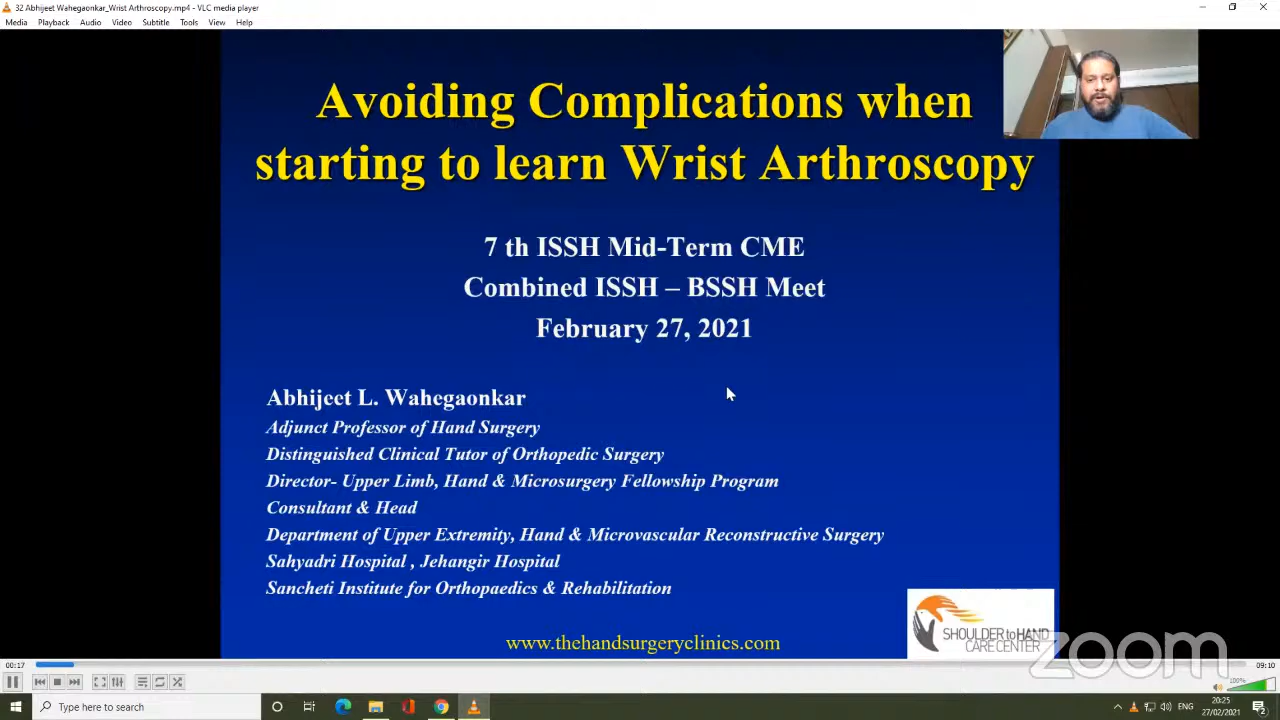 32 Abhijeet Wahegaonkar_Wrist Arthroscopy.mp4 - VLC media player
Media Playback Audio Video Subtitle Tools View Help
Avoiding Complications when
starting to learn Wrist Arthroscopy
7 th ISSH Mid-Term CME
Combined ISSH – BSSH Meet
February 27, 2021
Abhijeet L. Wahegaonkar
Adjunct Professor of Hand Surgery
Distinguished Clinical Tutor of Orthopedic Surgery
Director- Upper Limb, Hand & Microsurgery Fellowship Program
Consultant & Head
Department of Upper Extremity, Hand & Microvascular Reconstructive Surgery
Sahyadri Hospital , Jehangir Hospital
Sancheti Institute for Orthopaedics & Rehabilitation
SHOULDER to HAND
CARE CENTER
www.thehandsurgeryclinics.com
zoom
00:17 09:10
100%
Type here to search
ENG
20:25
27/02/2021
2